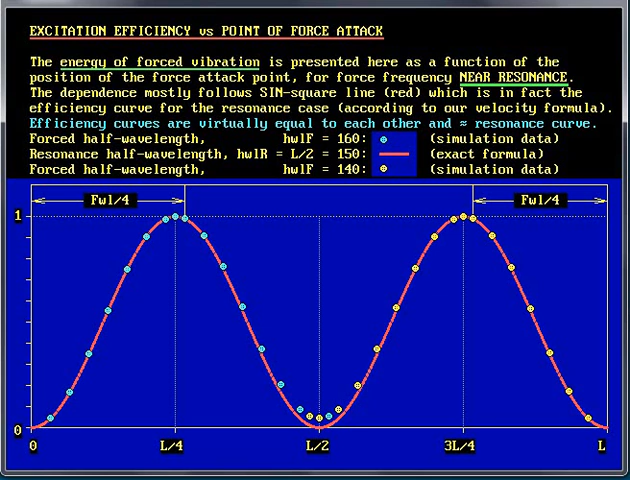 EXCITATION EFFICIENCY vs POINT OF FORCE ATTACK
The energy of forced vibration is presented here as a function of the
position of the force attack point, for force frequency NEAR RESONANCE.
The dependence mostly follows SIN-square line (red) which is in fact the
efficiency curve for the resonance case (according to our velocity formula).
Efficiency curves are virtually equal to each other and ≈ resonance curve.
Forced half-wavelength, hwlF = 160: (simulation data)
Resonance half-wavelength, hwlR = L/2 = 150: (exact formula)
Forced half-wavelength, hwlF = 140: (simulation data)
Fwl/4 Fwl/4
1
0
0 L/4 L/2 3L/4 L